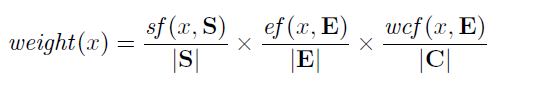 weight(x) = sf(x, S)/|S| × ef(x, E)/|E| × wcf(x, E)/|C|